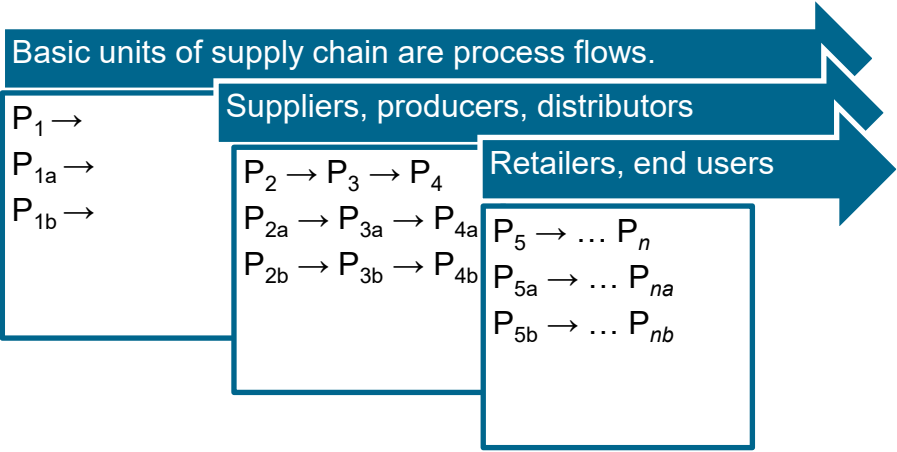 Basic units of supply chain are process flows.
P₁ →
P₁ₐ →
P₁b →
Suppliers, producers, distributors
P₂ → P₃ → P₄
P₂ₐ → P₃ₐ → P₄ₐ
P₂b → P₃b → P₄b
Retailers, end users
P₅ → … Pₙ
P₅ₐ → … Pₙₐ
P₅b → … Pₙb